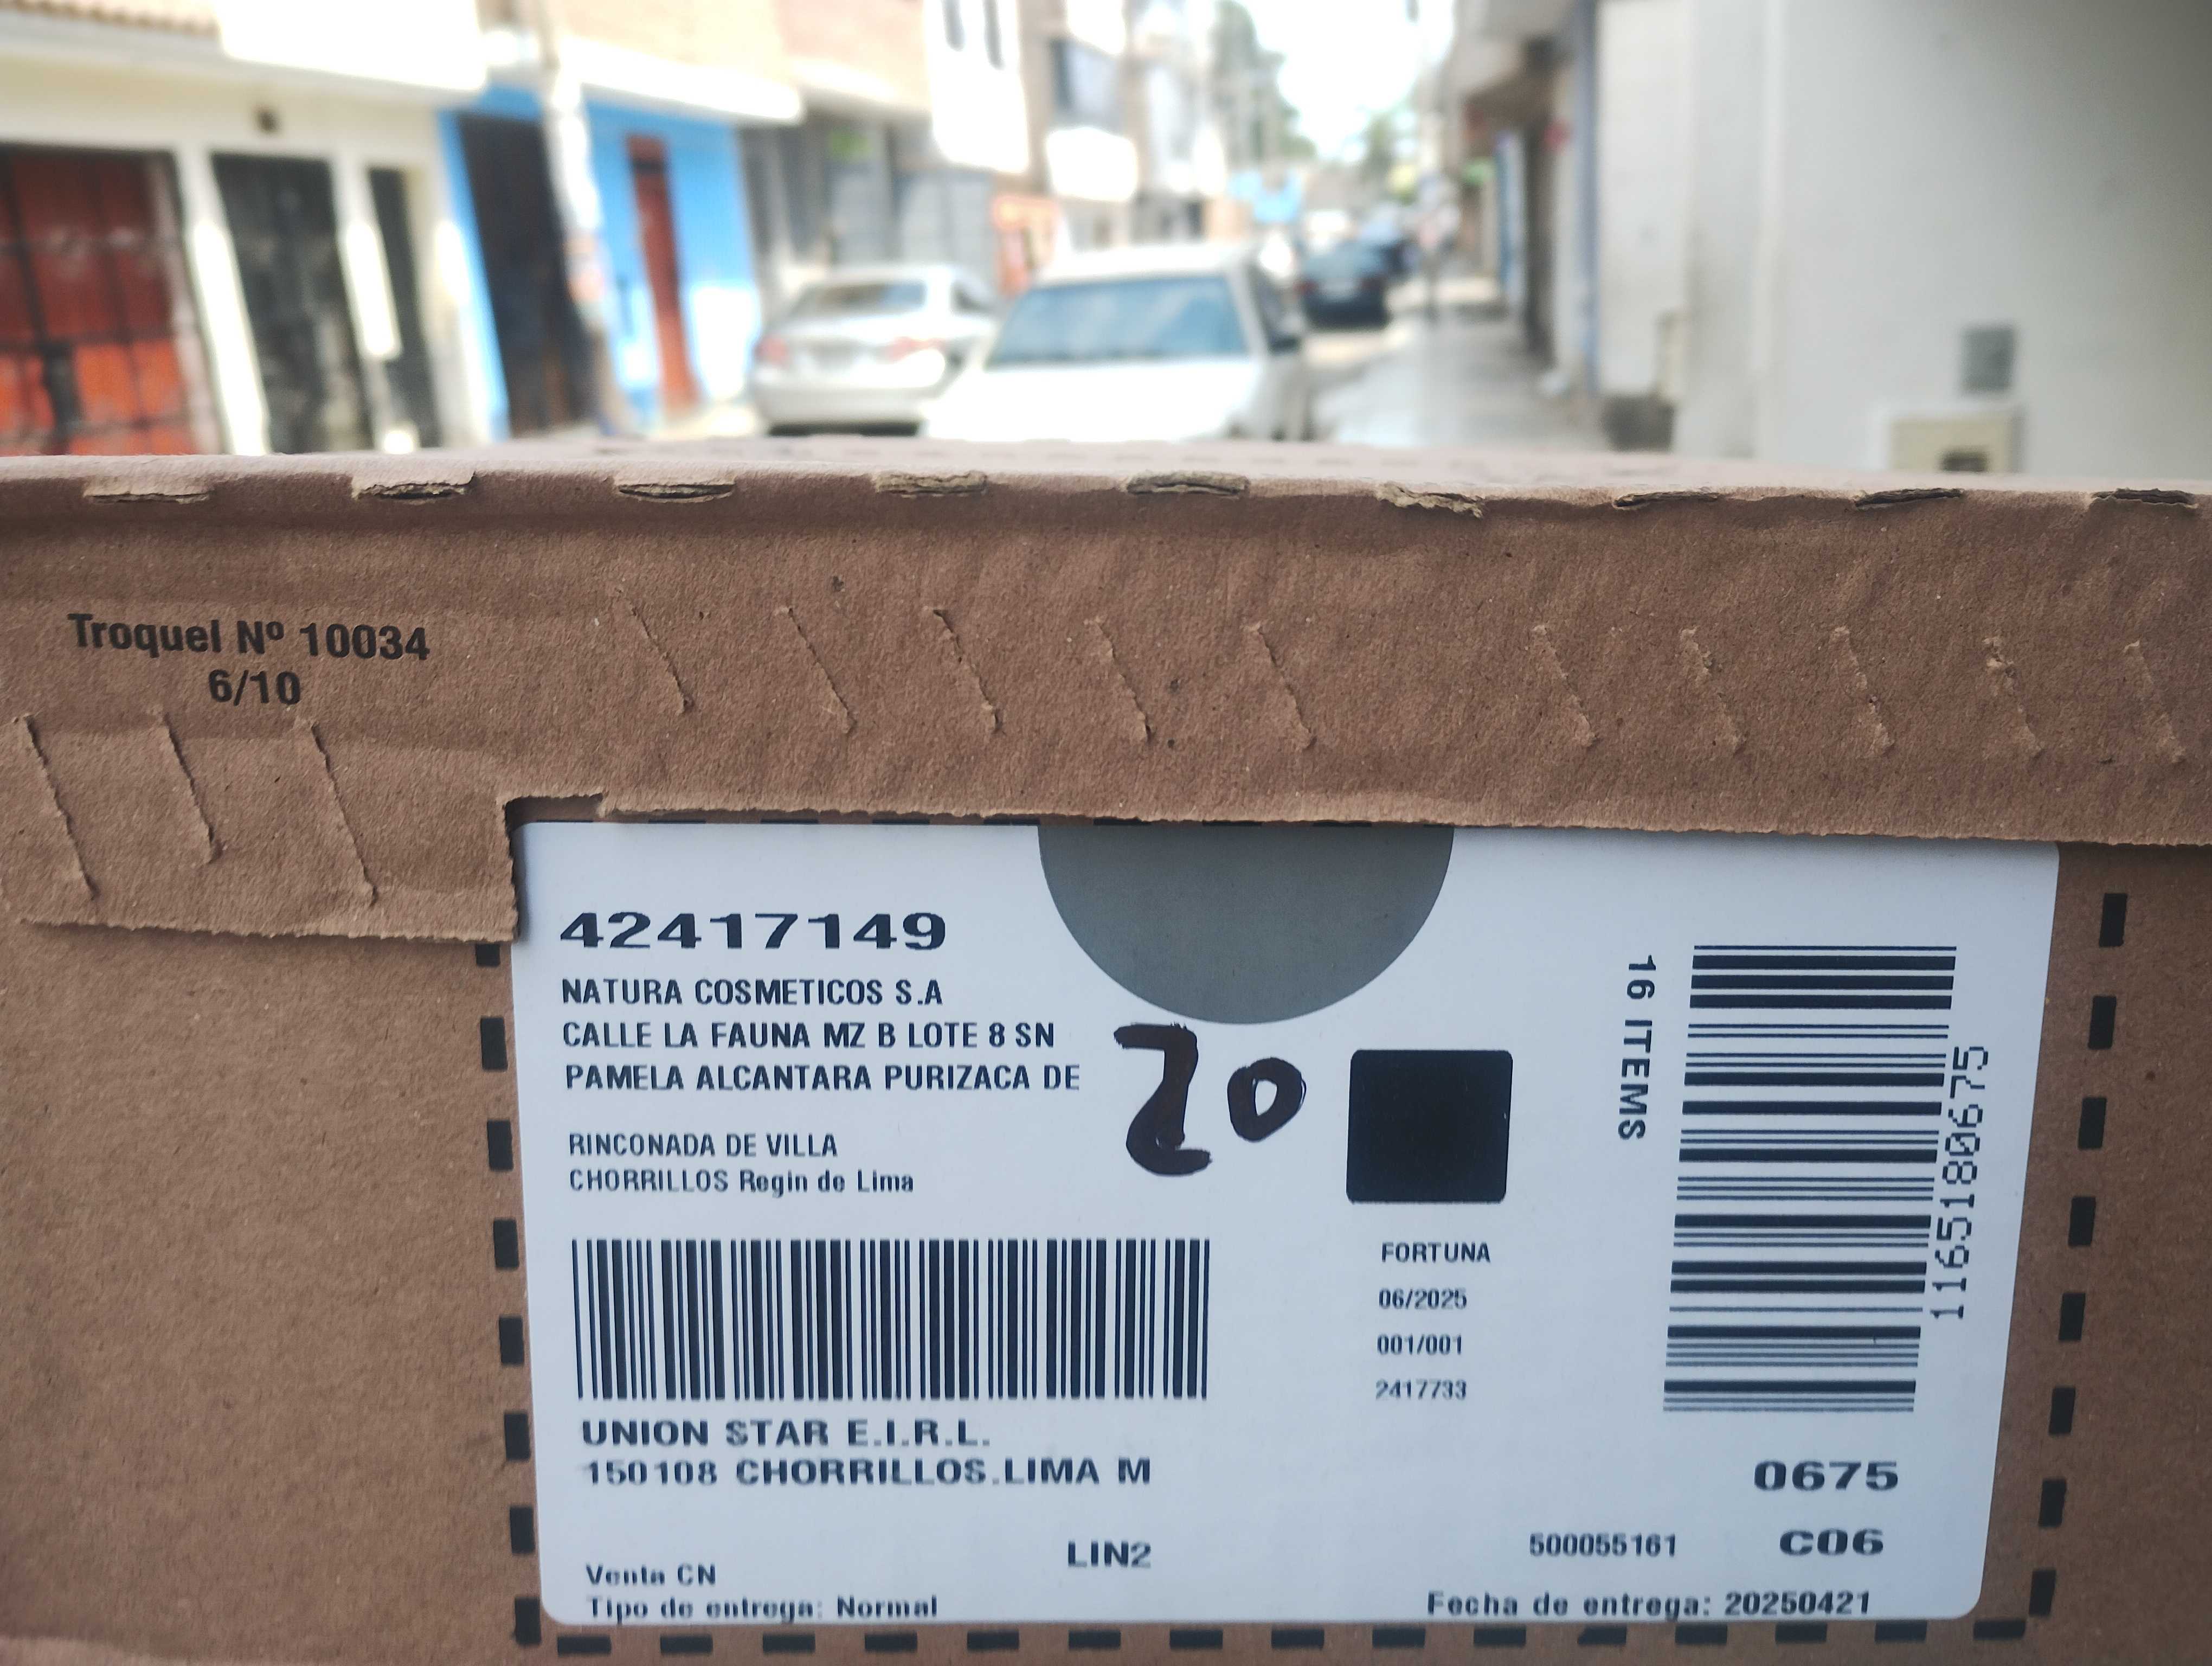 Troquel Nº 10034
6/10
42417149
NATURA COSMETICOS S.A
CALLE LA FAUNA MZ B LOTE 8 SN
PAMELA ALCANTARA PURIZACA DE
20
RINCONADA DE VILLA
CHORRILLOS Regin de Lima
UNION STAR E.I.R.L.
150108 CHORRILLOS.LIMA M
LIN2
Venta CN
Tipo de entrega: Normal
FORTUNA
06/2025
001/001
2417733
16 ITEMS
116518O675
0675
500055161 C06
Fecha de entrega: 20250421